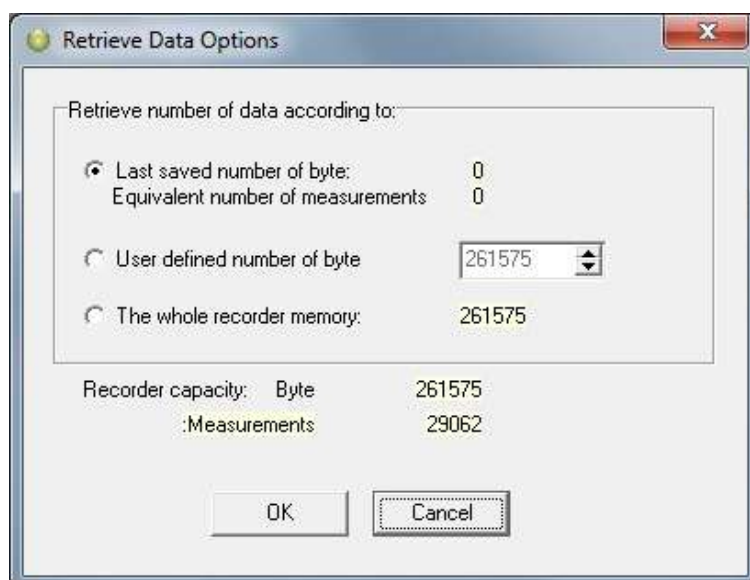 Retrieve Data Options
Retrieve number of data according to:
Last saved number of byte: 0
Equivalent number of measurements 0
User defined number of byte 261575
The whole recorder memory: 261575
Recorder capacity: Byte 261575
:Measurements 29062
OK Cancel